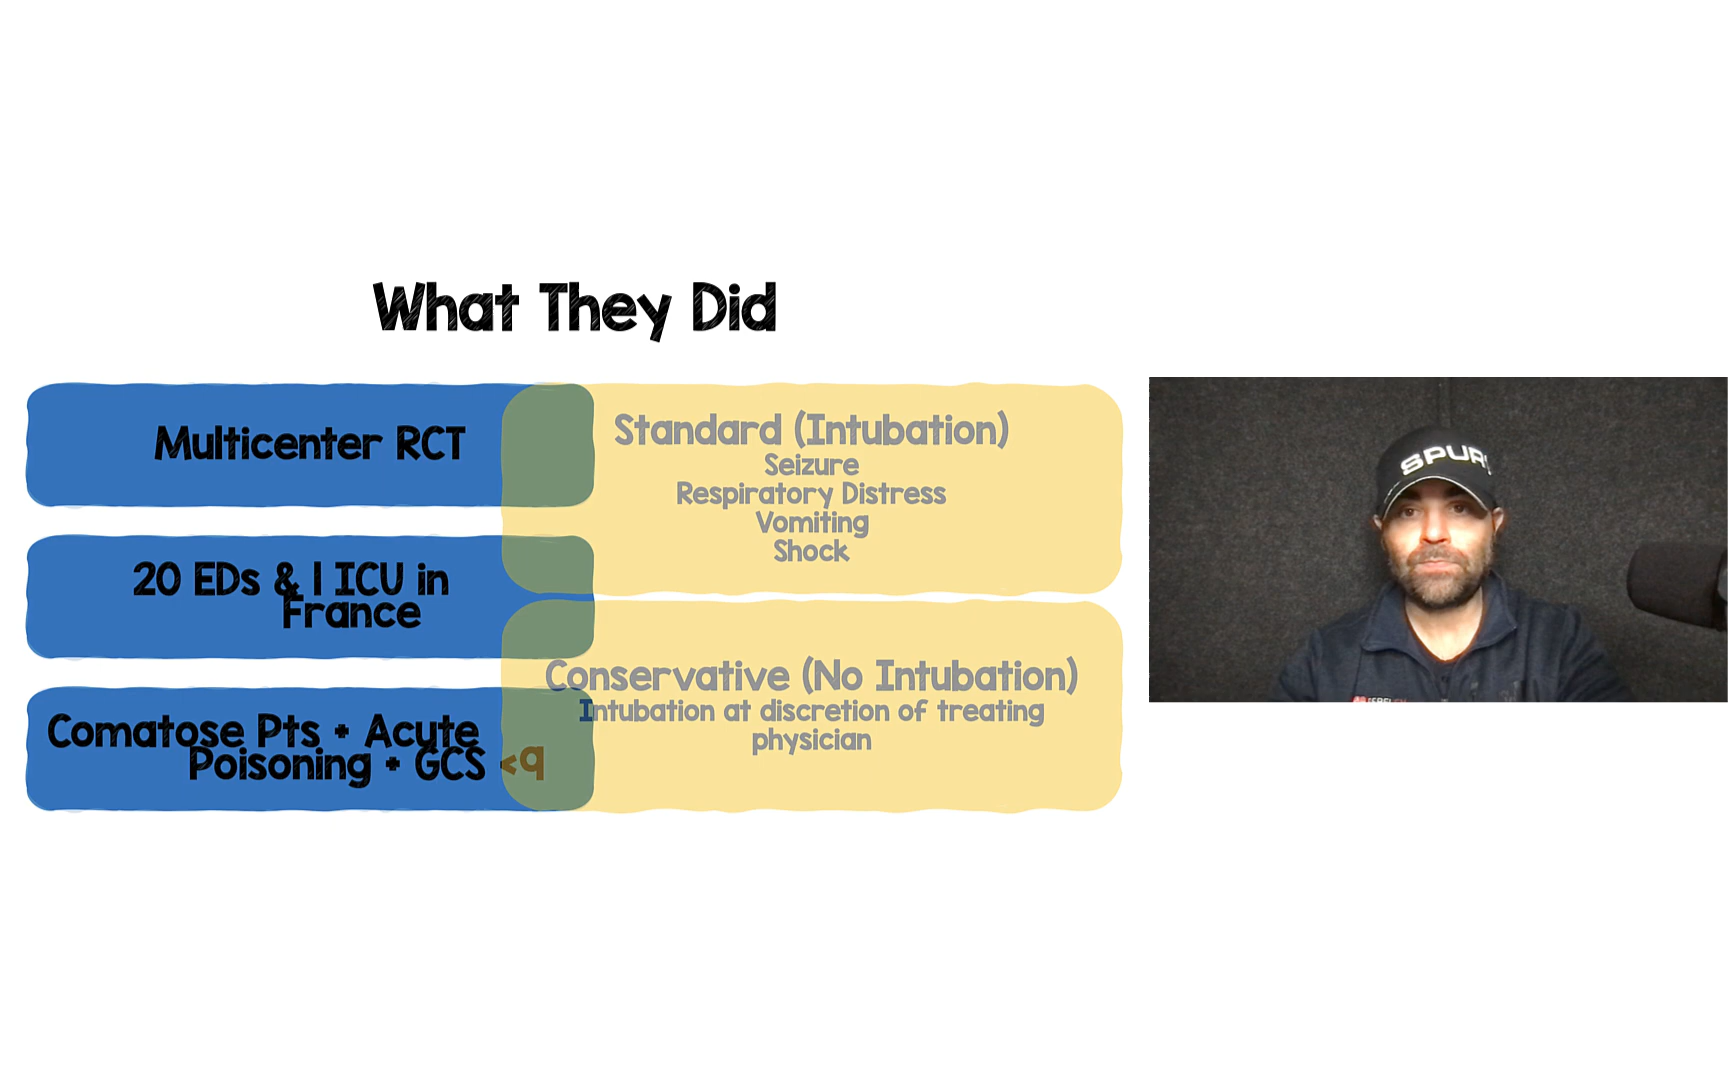 What They Did
Multicenter RCT
20 EDs & 1 ICU in
France
Comatose Pts + Acute
Poisoning + GCS <9
Standard (Intubation)
Seizure
Respiratory Distress
Vomiting
Shock
Conservative (No Intubation)
Intubation at discretion of treating
physician
SPUR